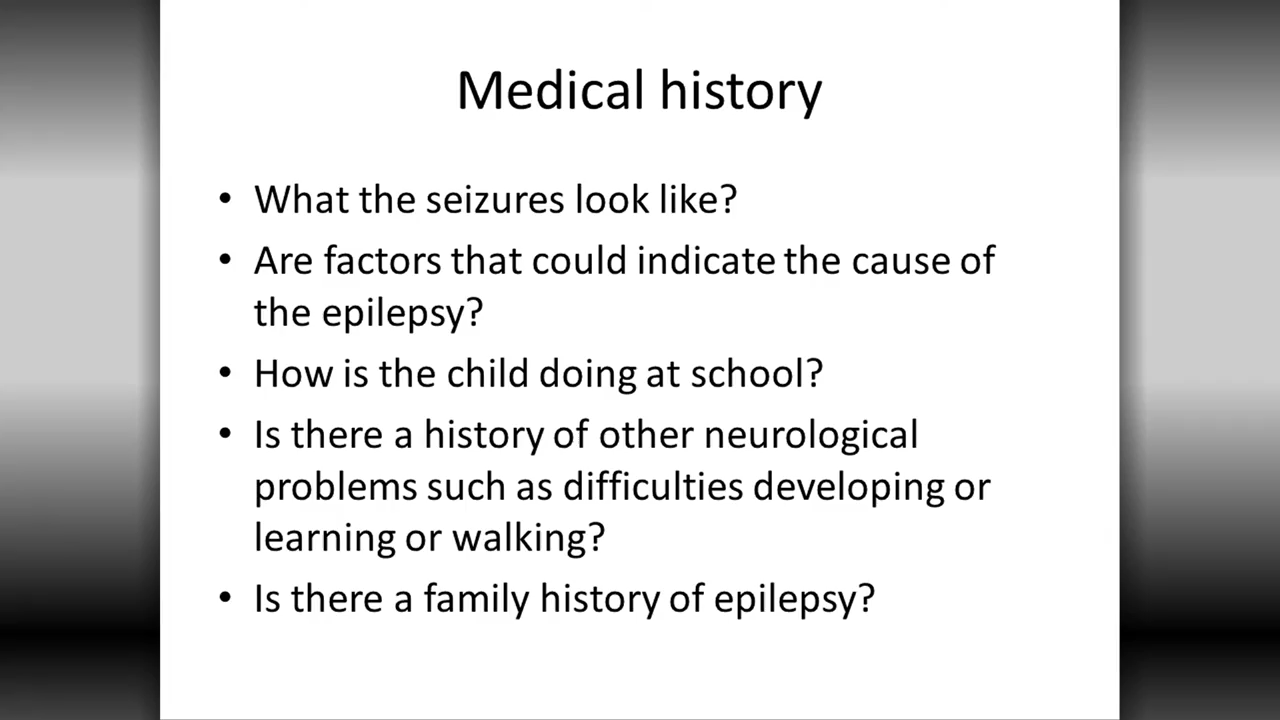 Medical history
• What the seizures look like?
• Are factors that could indicate the cause of
the epilepsy?
• How is the child doing at school?
• Is there a history of other neurological
problems such as difficulties developing or
learning or walking?
• Is there a family history of epilepsy?